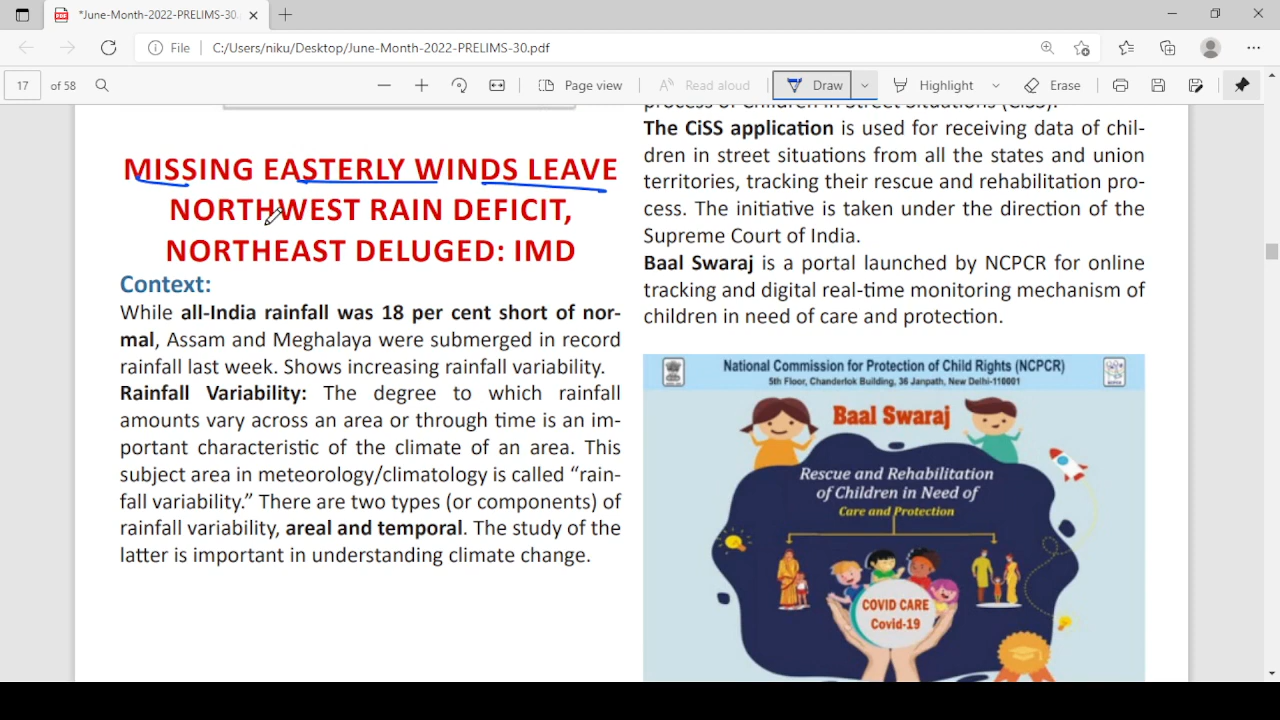 *June-Month-2022-PRELIMS-30.
File
C:/Users/niku/Desktop/June-Month-2022-PRELIMS-30.pdf
17 of 58
Page view
Read aloud
Draw
Highlight
Erase
MISSING EASTERLY WINDS LEAVE
NORTHWEST RAIN DEFICIT,
NORTHEAST DELUGED: IMD
Context:
While all-India rainfall was 18 per cent short of nor-
mal, Assam and Meghalaya were submerged in record
rainfall last week. Shows increasing rainfall variability.
Rainfall Variability: The degree to which rainfall
amounts vary across an area or through time is an im-
portant characteristic of the climate of an area. This
subject area in meteorology/climatology is called “rain-
fall variability.” There are two types (or components) of
rainfall variability, areal and temporal. The study of the
latter is important in understanding climate change.
process of Children in Street Situations (CiSS).
The CiSS application is used for receiving data of chil-
dren in street situations from all the states and union
territories, tracking their rescue and rehabilitation pro-
cess. The initiative is taken under the direction of the
Supreme Court of India.
Baal Swaraj is a portal launched by NCPCR for online
tracking and digital real-time monitoring mechanism of
children in need of care and protection.
National Commission for Protection of Child Rights (NCPCR)
5th Floor, Chanderlok Building, 36 Janpath, New Delhi-110001
Baal Swaraj
Rescue and Rehabilitation
of Children in Need of
Care and Protection
COVID CARE
Covid-19